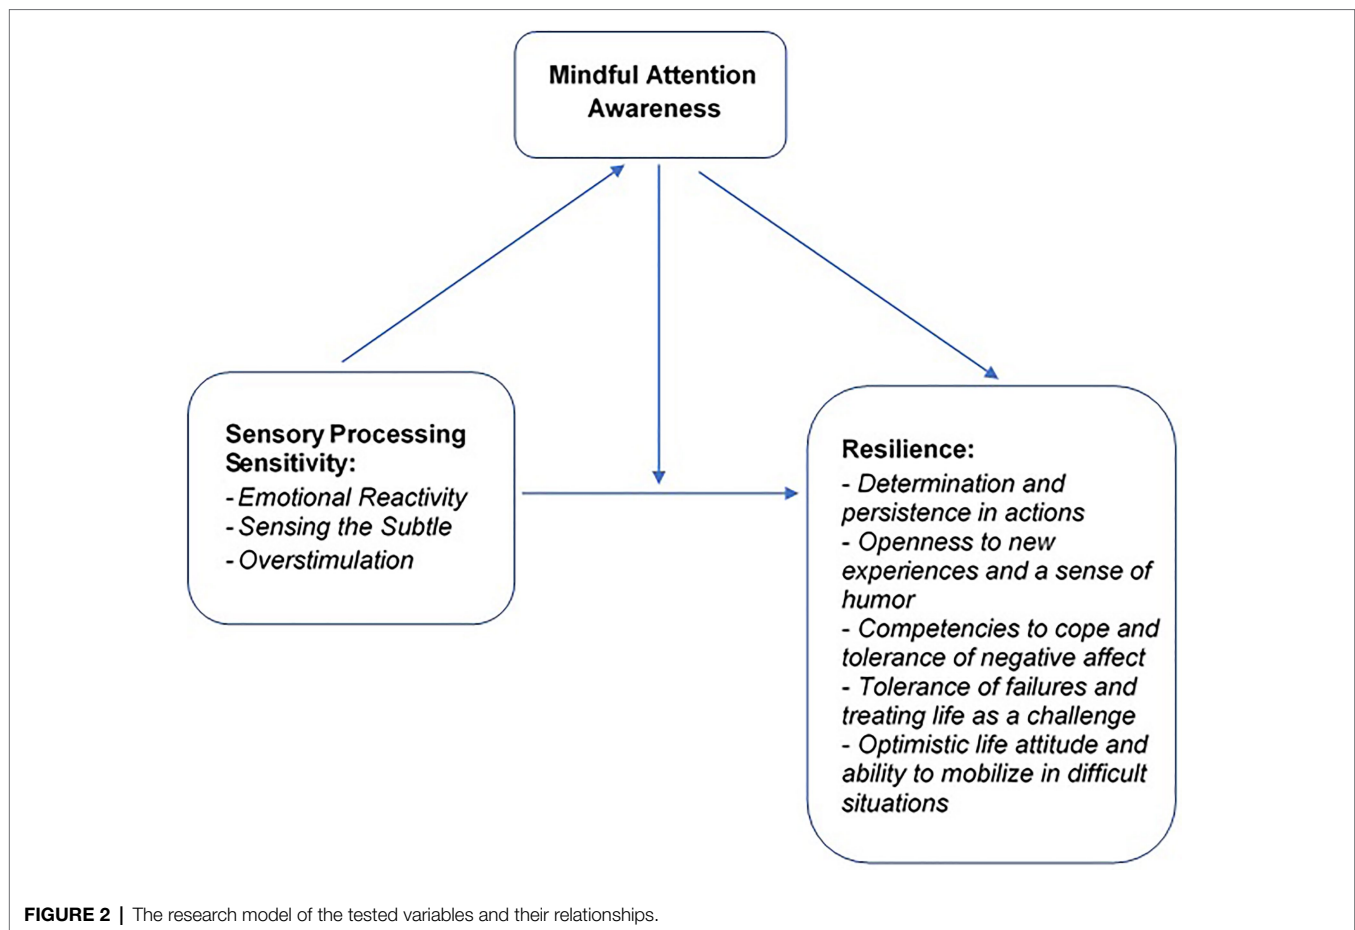 Mindful Attention
Awareness
Sensory Processing
Sensitivity:
- Emotional Reactivity
- Sensing the Subtle
- Overstimulation
Resilience:
- Determination and
persistence in actions
- Openness to new
experiences and a sense of
humor
- Competencies to cope and
tolerance of negative affect
- Tolerance of failures and
treating life as a challenge
- Optimistic life attitude and
ability to mobilize in difficult
situations
FIGURE 2 | The research model of the tested variables and their relationships.